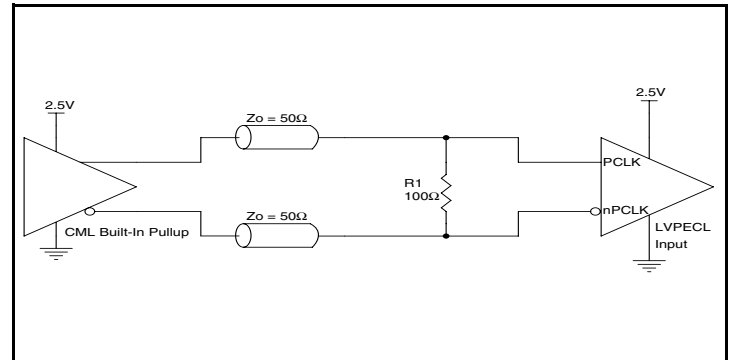 2.5V
Zo = 50Ω
2.5V
PCLK
R1
100Ω
Zo = 50Ω
nPCLK
CML Built-In Pullup
LVPECL
Input